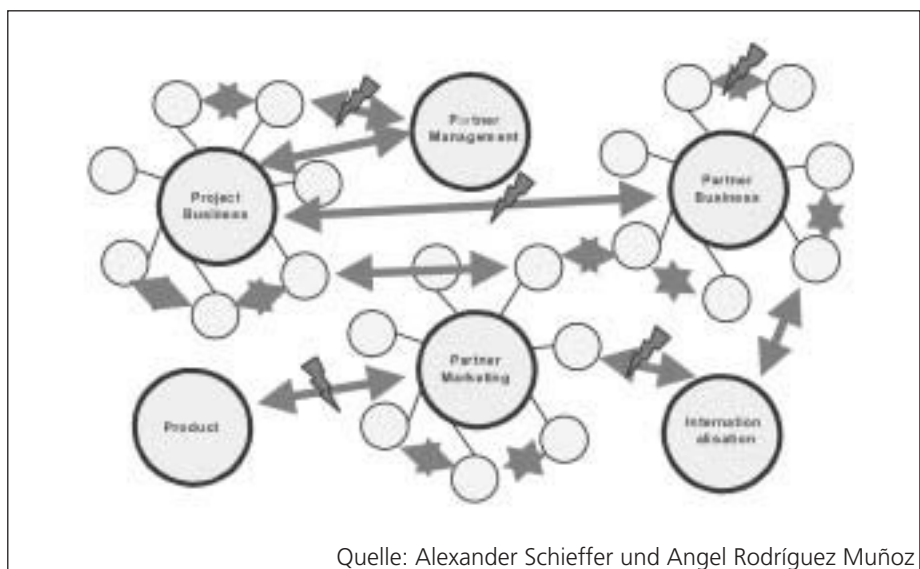 Partner
Management
Project
Business
Partner
Business
Partner
Marketing
Product
Internation
alisation
Quelle: Alexander Schieffer und Angel Rodríguez Muñoz